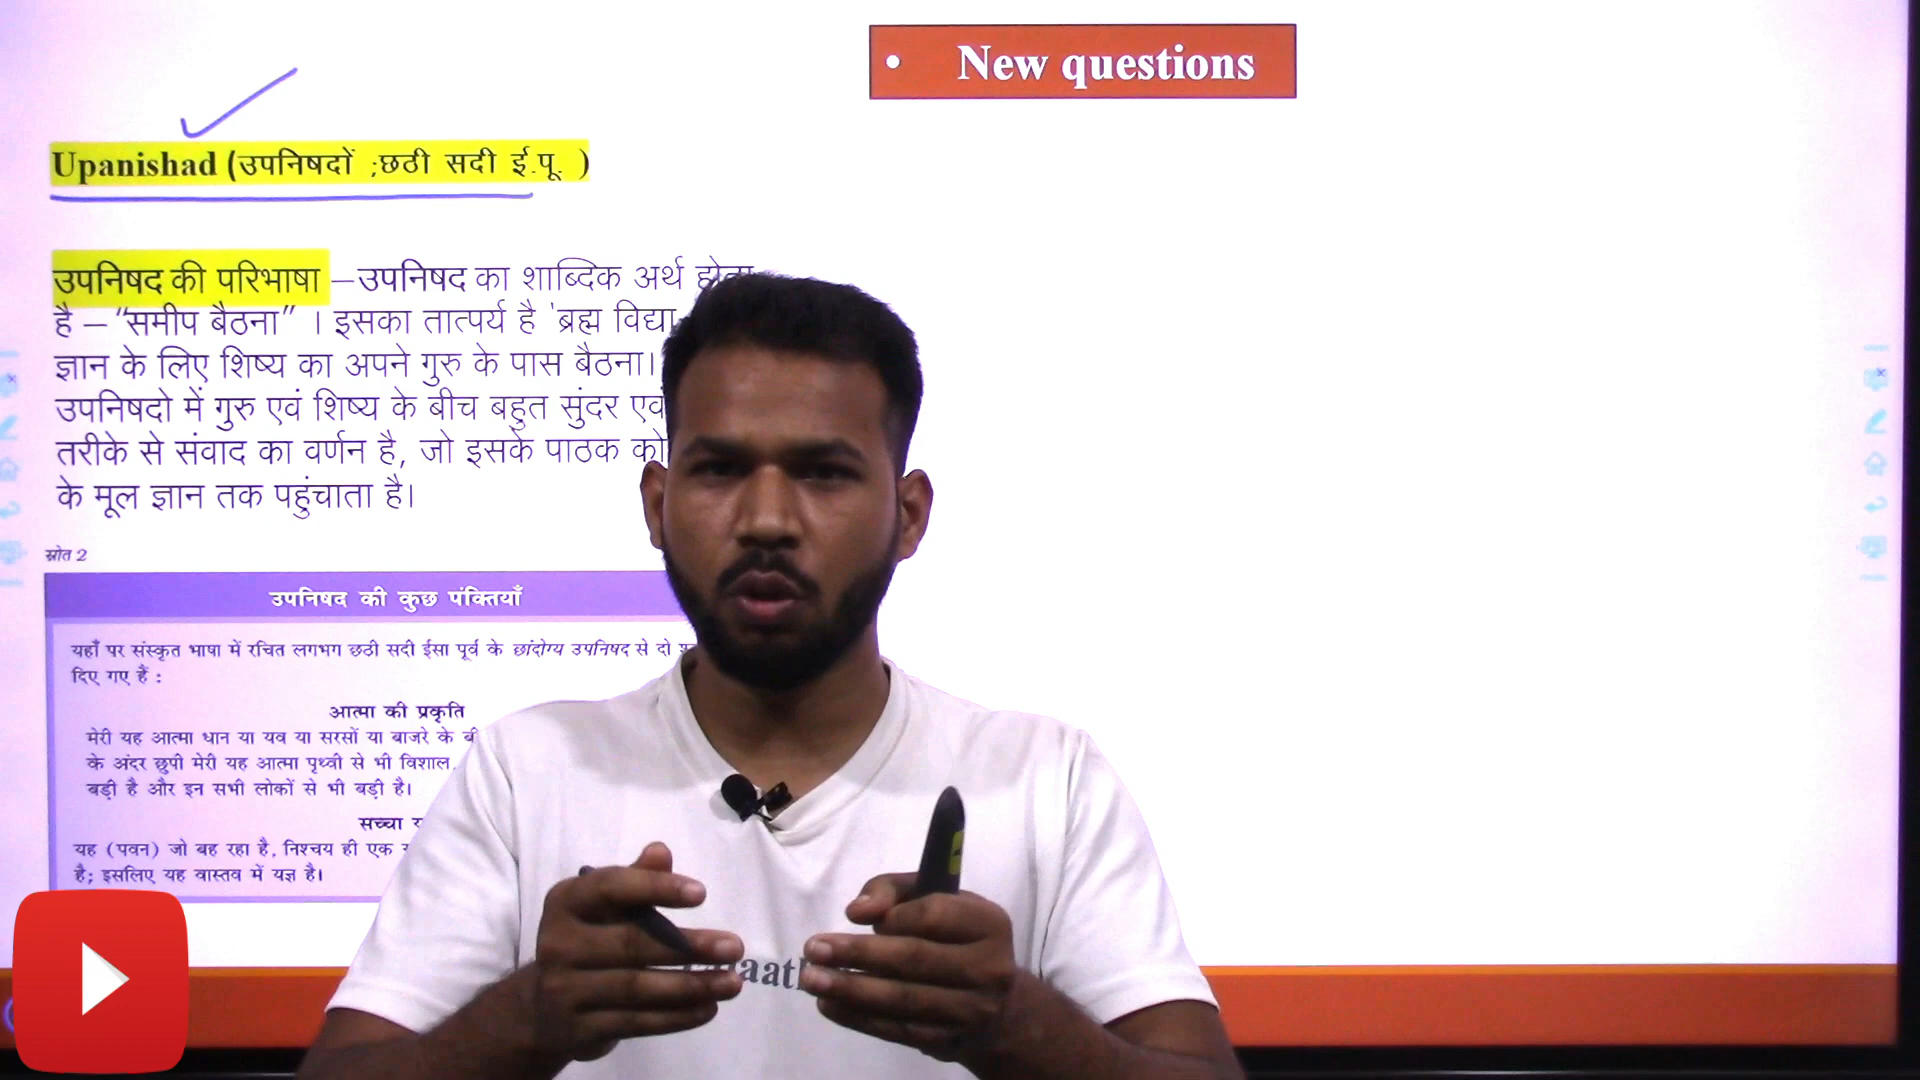 • New questions
Upanishad (उपनिषदों ;छठी सदी ई.पू. )
उपनिषद की परिभाषा –उपनिषद का शाब्दिक अर्थ होता
है – “समीप बैठना” । इसका तात्पर्य है 'ब्रह्म विद्या
ज्ञान के लिए शिष्य का अपने गुरु के पास बैठना।
उपनिषदो में गुरु एवं शिष्य के बीच बहुत सुंदर एवं
तरीके से संवाद का वर्णन है, जो इसके पाठक को
के मूल ज्ञान तक पहुंचाता है।
स्रोत 2
उपनिषद की कुछ पंक्तियाँ
यहाँ पर संस्कृत भाषा में रचित लगभग छठी सदी ईसा पूर्व के छांदोग्य उपनिषद से दो
दिए गए हैं :
आत्मा की प्रकृति
मेरी यह आत्मा धान या यव या सरसों या बाजरे के
के अंदर छुपी मेरी यह आत्मा पृथ्वी से भी विशाल,
बड़ी है और इन सभी लोकों से भी बड़ी है।
सच्चा
यह (पवन) जो बह रहा है, निश्चय ही एक
है; इसलिए यह वास्तव में यज्ञ है।